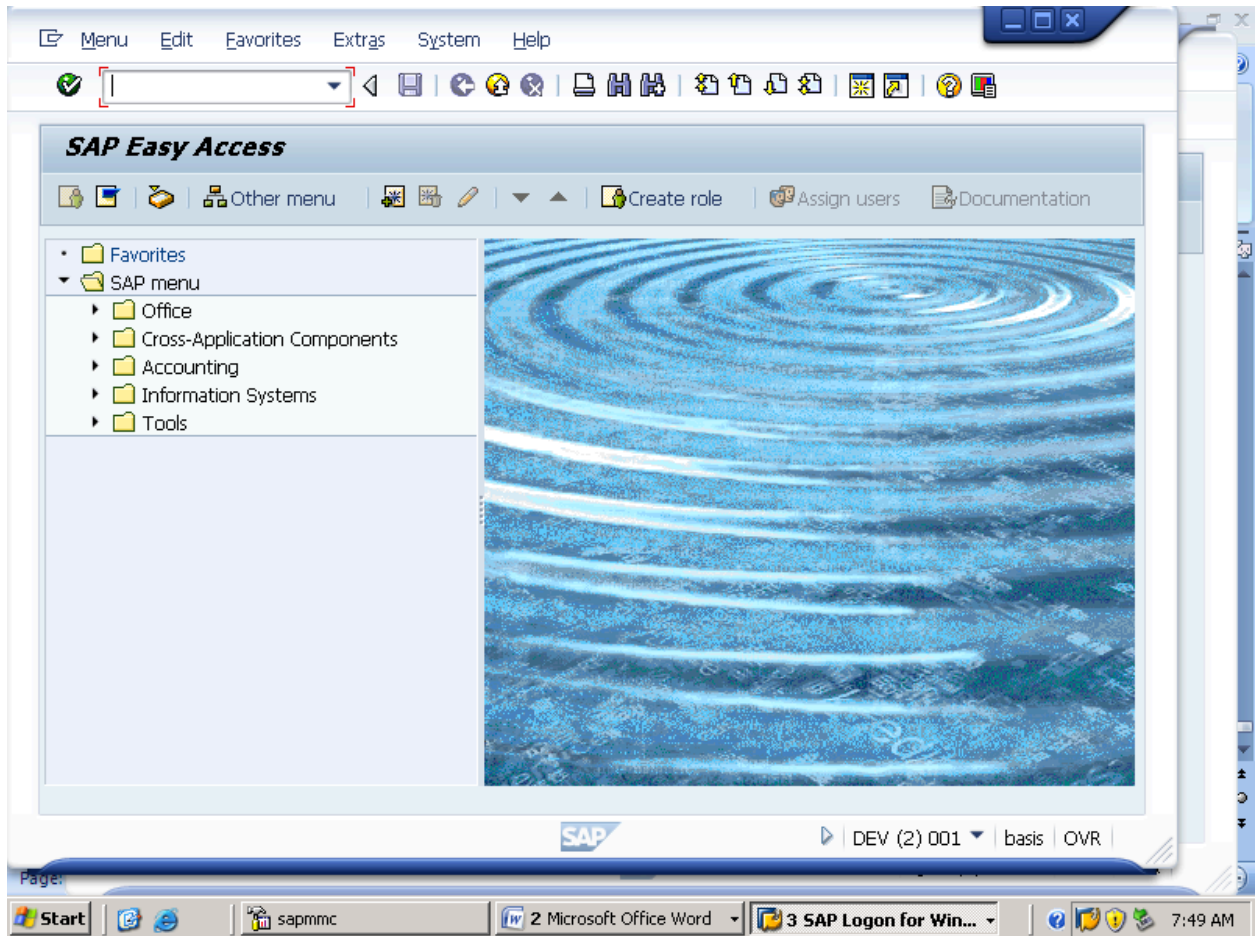 Menu Edit Favorites Extras System Help
SAP Easy Access
Other menu Create role Assign users Documentation
Favorites
SAP menu
Office
Cross-Application Components
Accounting
Information Systems
Tools
SAP
DEV (2) 001 basis OVR
Page:
Start sapmmc 2 Microsoft Office Word 3 SAP Logon for Win... 7:49 AM